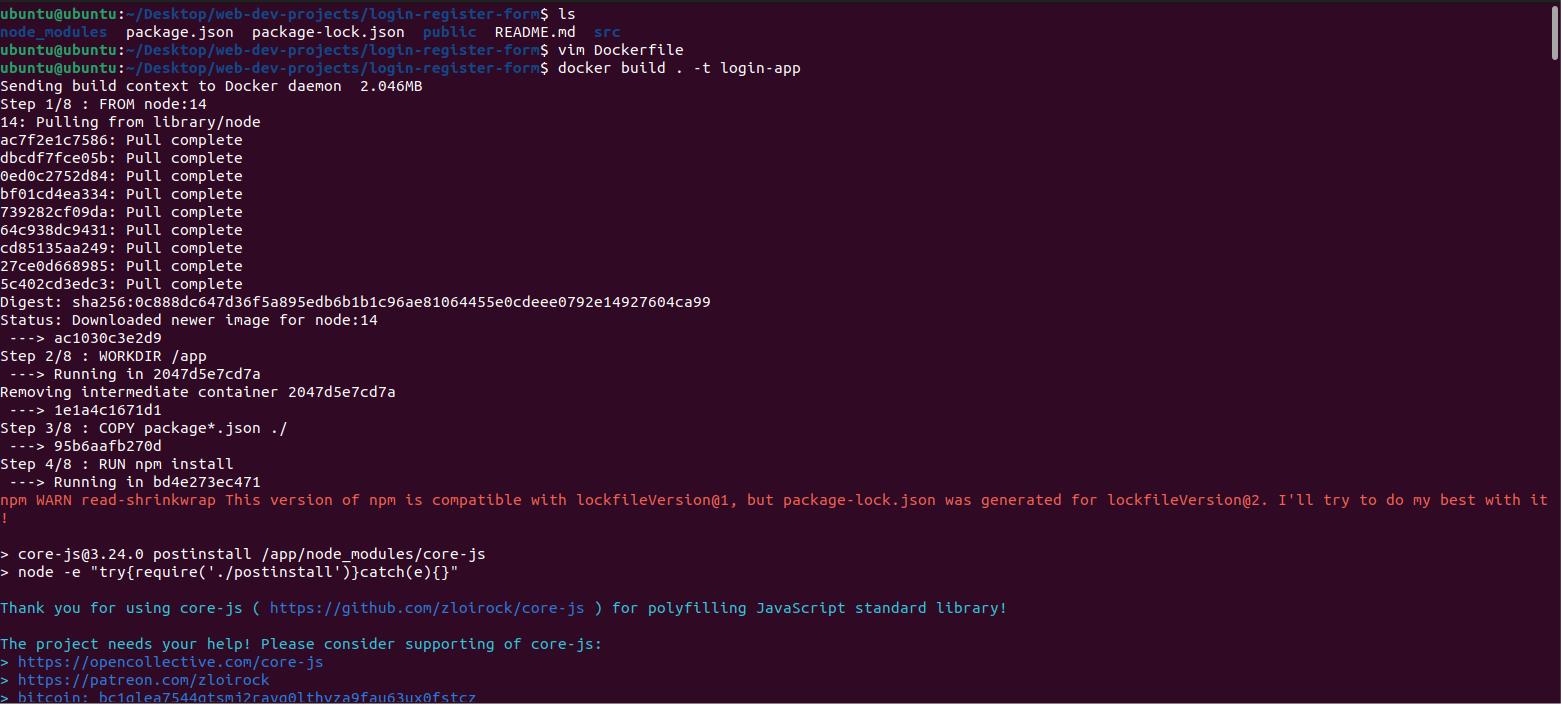 ubuntu@ubuntu:~/Desktop/web-dev-projects/login-register-form$ ls
node_modules  package.json  package-lock.json  public  README.md  src
ubuntu@ubuntu:~/Desktop/web-dev-projects/login-register-form$ vim Dockerfile
ubuntu@ubuntu:~/Desktop/web-dev-projects/login-register-form$ docker build . -t login-app
Sending build context to Docker daemon  2.046MB
Step 1/8 : FROM node:14
14: Pulling from library/node
ac7f2e1c7586: Pull complete
dbcdf7fce05b: Pull complete
0ed0c2752d84: Pull complete
bf01cd4ea334: Pull complete
739282cf09da: Pull complete
64c938dc9431: Pull complete
cd85135aa249: Pull complete
27ce0d668985: Pull complete
5c402cd3edc3: Pull complete
Digest: sha256:0c888dc647d36f5a895edb6b1b1c96ae81064455e0cdeee0792e14927604ca99
Status: Downloaded newer image for node:14
 ---> ac1030c3e2d9
Step 2/8 : WORKDIR /app
 ---> Running in 2047d5e7cd7a
Removing intermediate container 2047d5e7cd7a
 ---> 1e1a4c1671d1
Step 3/8 : COPY package*.json ./
 ---> 95b6aafb270d
Step 4/8 : RUN npm install
 ---> Running in bd4e273ec471
npm WARN read-shrinkwrap This version of npm is compatible with lockfileVersion@1, but package-lock.json was generated for lockfileVersion@2. I'll try to do my best with it
!
> core-js@3.24.0 postinstall /app/node_modules/core-js
> node -e "try{require('./postinstall')}catch(e){}"
Thank you for using core-js ( https://github.com/zloirock/core-js ) for polyfilling JavaScript standard library!
The project needs your help! Please consider supporting of core-js:
> https://opencollective.com/core-js
> https://patreon.com/zloirock
> bitcoin: bc1qlea7544qtsmj2rayg0lthvza9fau63ux0fstcz